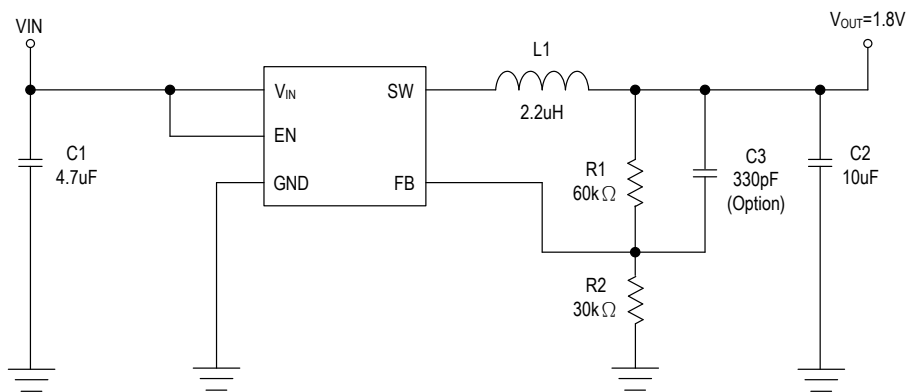 VIN
VOUT=1.8V
L1
2.2uH
VIN
SW
EN
GND
FB
C1
4.7uF
R1
60kΩ
C3
330pF
(Option)
C2
10uF
R2
30kΩ